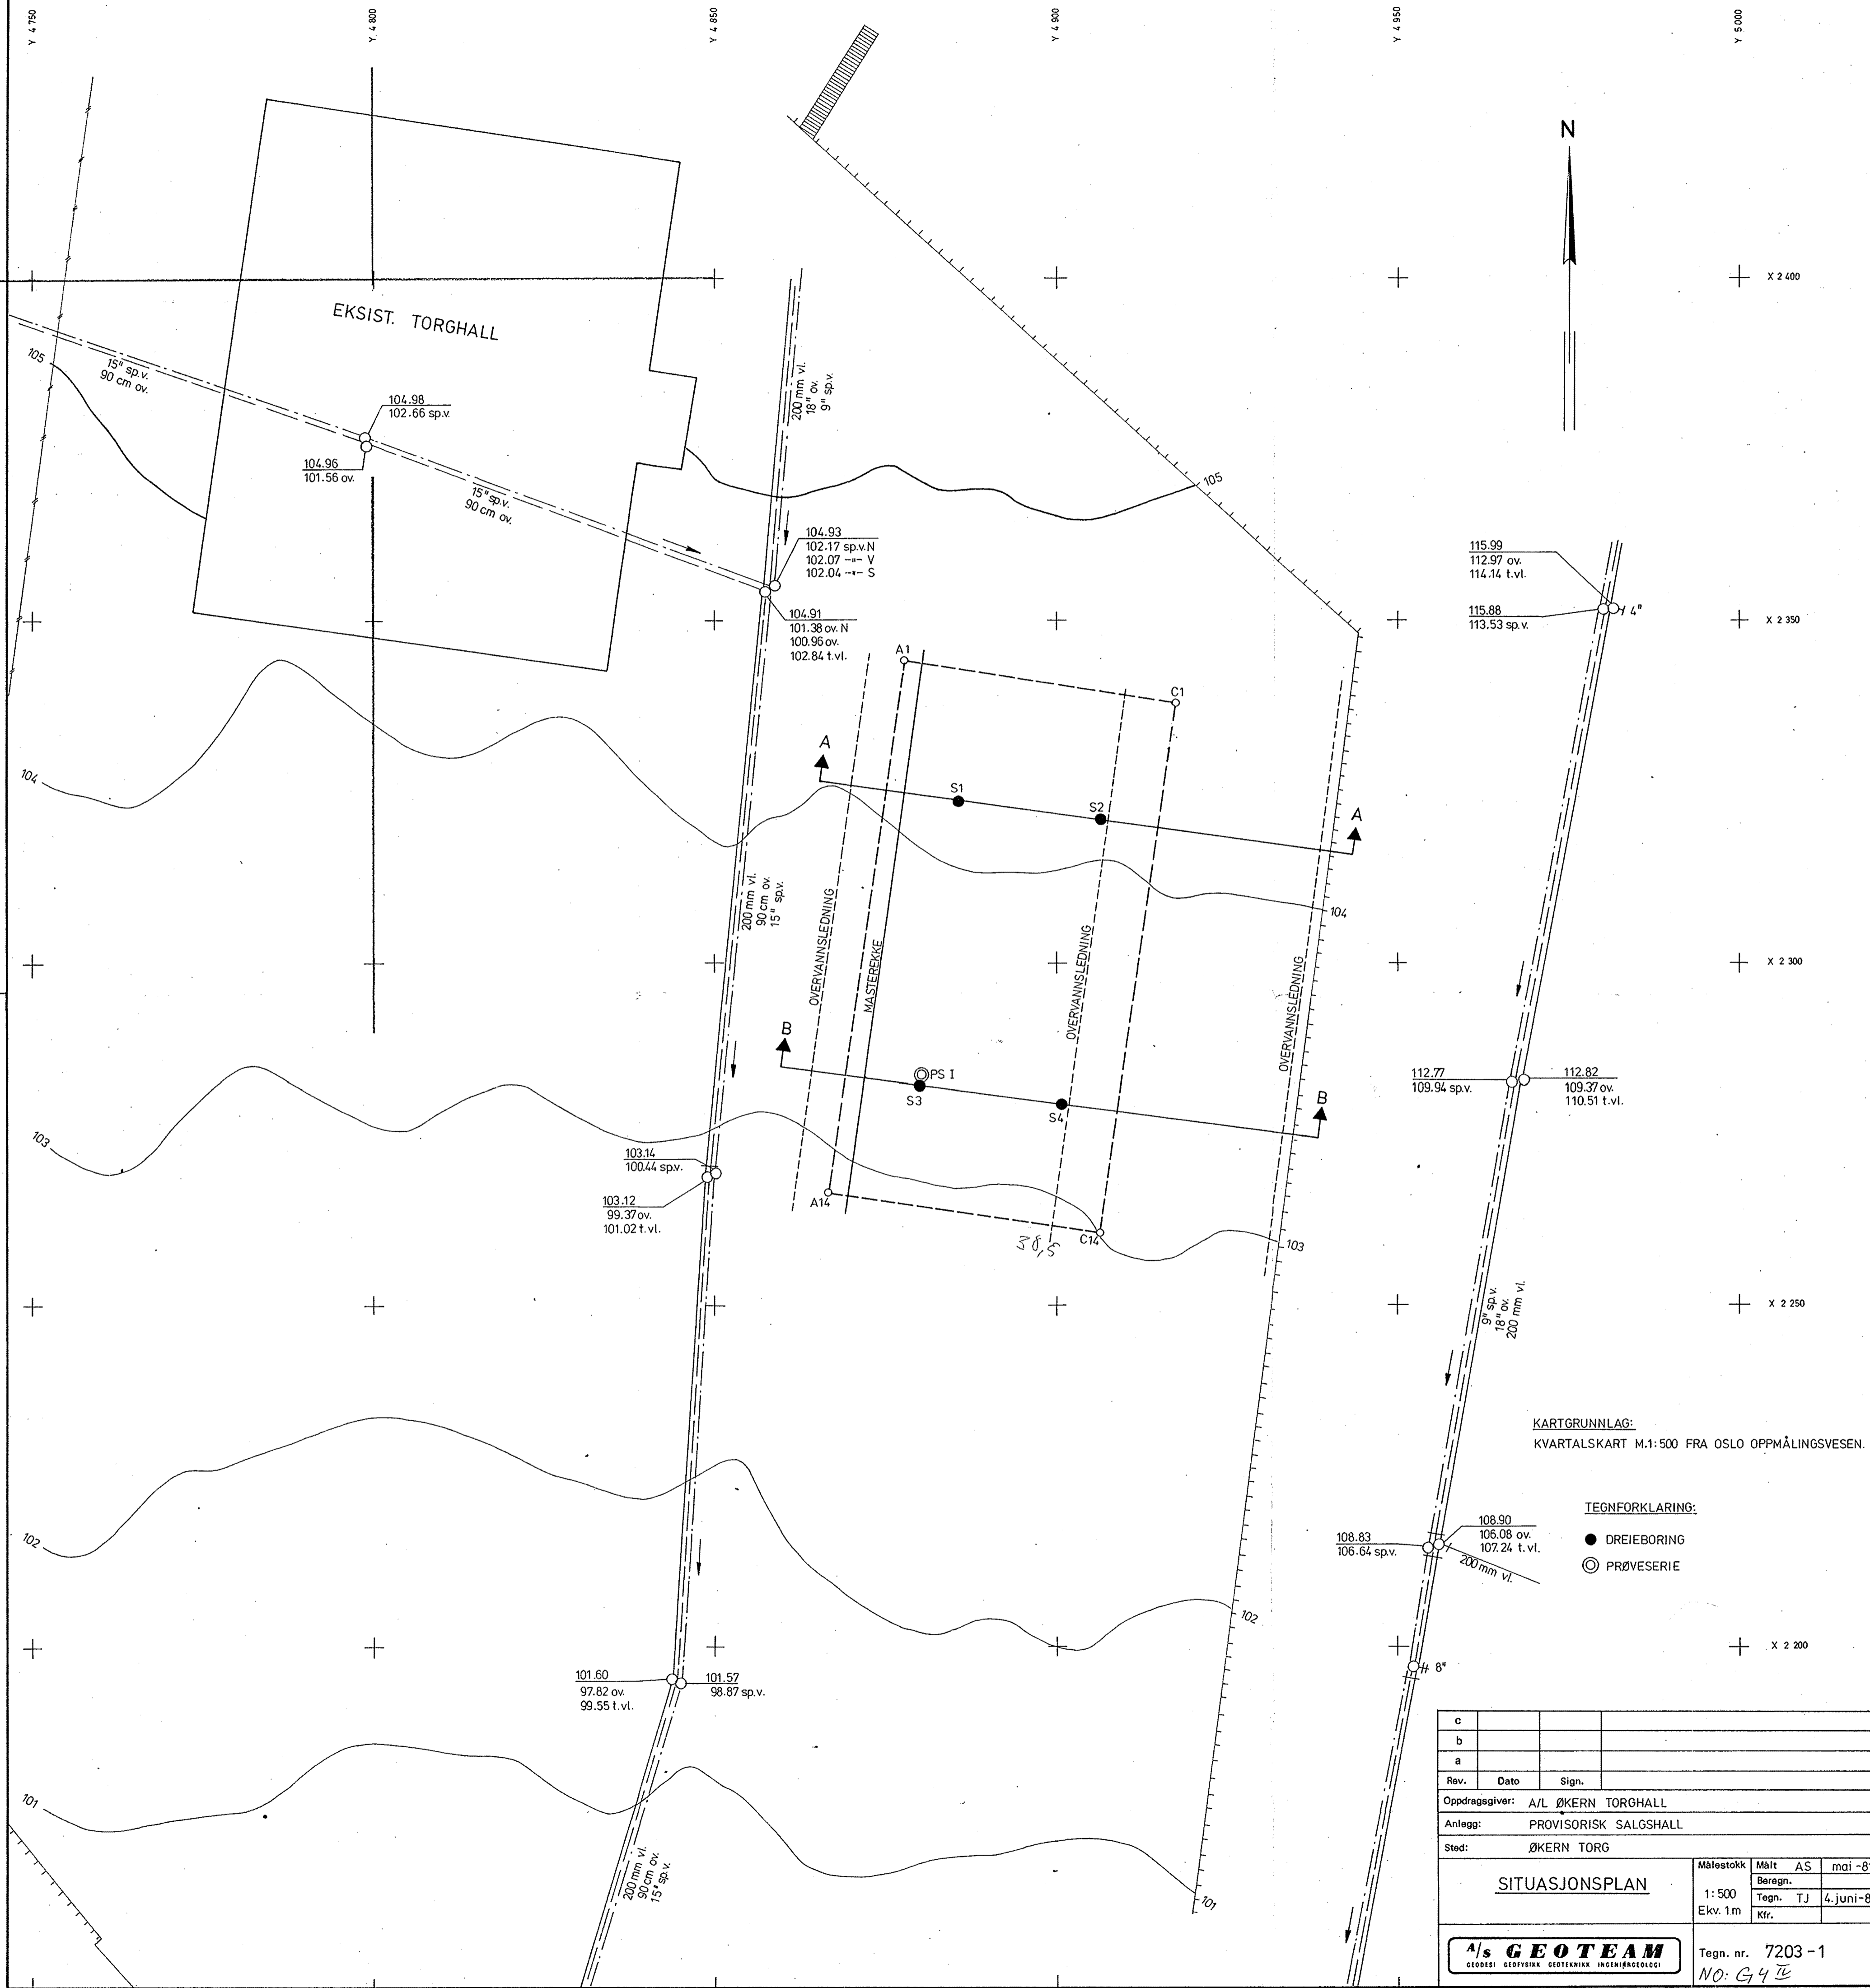 Y 4 750
Y 4 800
Y 4 850
Y 4 900
Y 4 950
Y 5 000
N
X 2 400
EKSIST. TORGHALL
105
15" sp.v.
90 cm ov.
200 mm vl.
18" ov.
9" sp.v.
104.98
102.66 sp.v.
104.96
101.56 ov.
15" sp.v.
90 cm ov.
105
104.93
102.17 sp.v.N
102.07 -"- V
102.04 -"- S
104.91
101.38 ov. N
100.96 ov.
102.84 t.vl.
115.99
112.97 ov.
114.14 t.vl.
115.88
113.53 sp.v.
4"
X 2 350
A1
C1
A
S1
S2
A
104
200 mm vl.
90 cm ov.
15" sp.v.
OVERVANNSLEDNING
MASTEREKKE
OVERVANNSLEDNING
OVERVANNSLEDNING
104
X 2 300
B
PS I
S3
S4
B
112.77
109.94 sp.v.
112.82
109.37 ov.
110.51 t.vl.
103
103.14
100.44 sp.v.
103.12
99.37 ov.
101.02 t.vl.
A14
C14
38,5
103
X 2 250
9" sp.v.
18" ov.
200 mm vl.
KARTGRUNNLAG:
KVARTALSKART M.1:500 FRA OSLO OPPMÅLINGSVESEN.
TEGNFORKLARING:
DREIEBORING
PRØVESERIE
102
108.83
106.64 sp.v.
108.90
106.08 ov.
107.24 t.vl.
200 mm vl.
102
X 2 200
101.60
97.82 ov.
99.55 t.vl.
101.57
98.87 sp.v.
8"
101
200 mm vl.
90 cm ov.
15" sp.v.
101
c
b
a
Rev. Dato Sign.
Oppdragsgiver: A/L ØKERN TORGHALL
Anlegg: PROVISORISK SALGSHALL
Sted: ØKERN TORG
SITUASJONSPLAN
Målestokk
1:500
Ekv. 1m
Målt AS mai -8
Beregn.
Tegn. TJ 4.juni-8
Kfr.
A/s GEOTEAM
GEODESI GEOFYSIKK GEOTEKNIKK INGENIØRGEOLOGI
Tegn. nr. 7203-1
NO: G4 IV